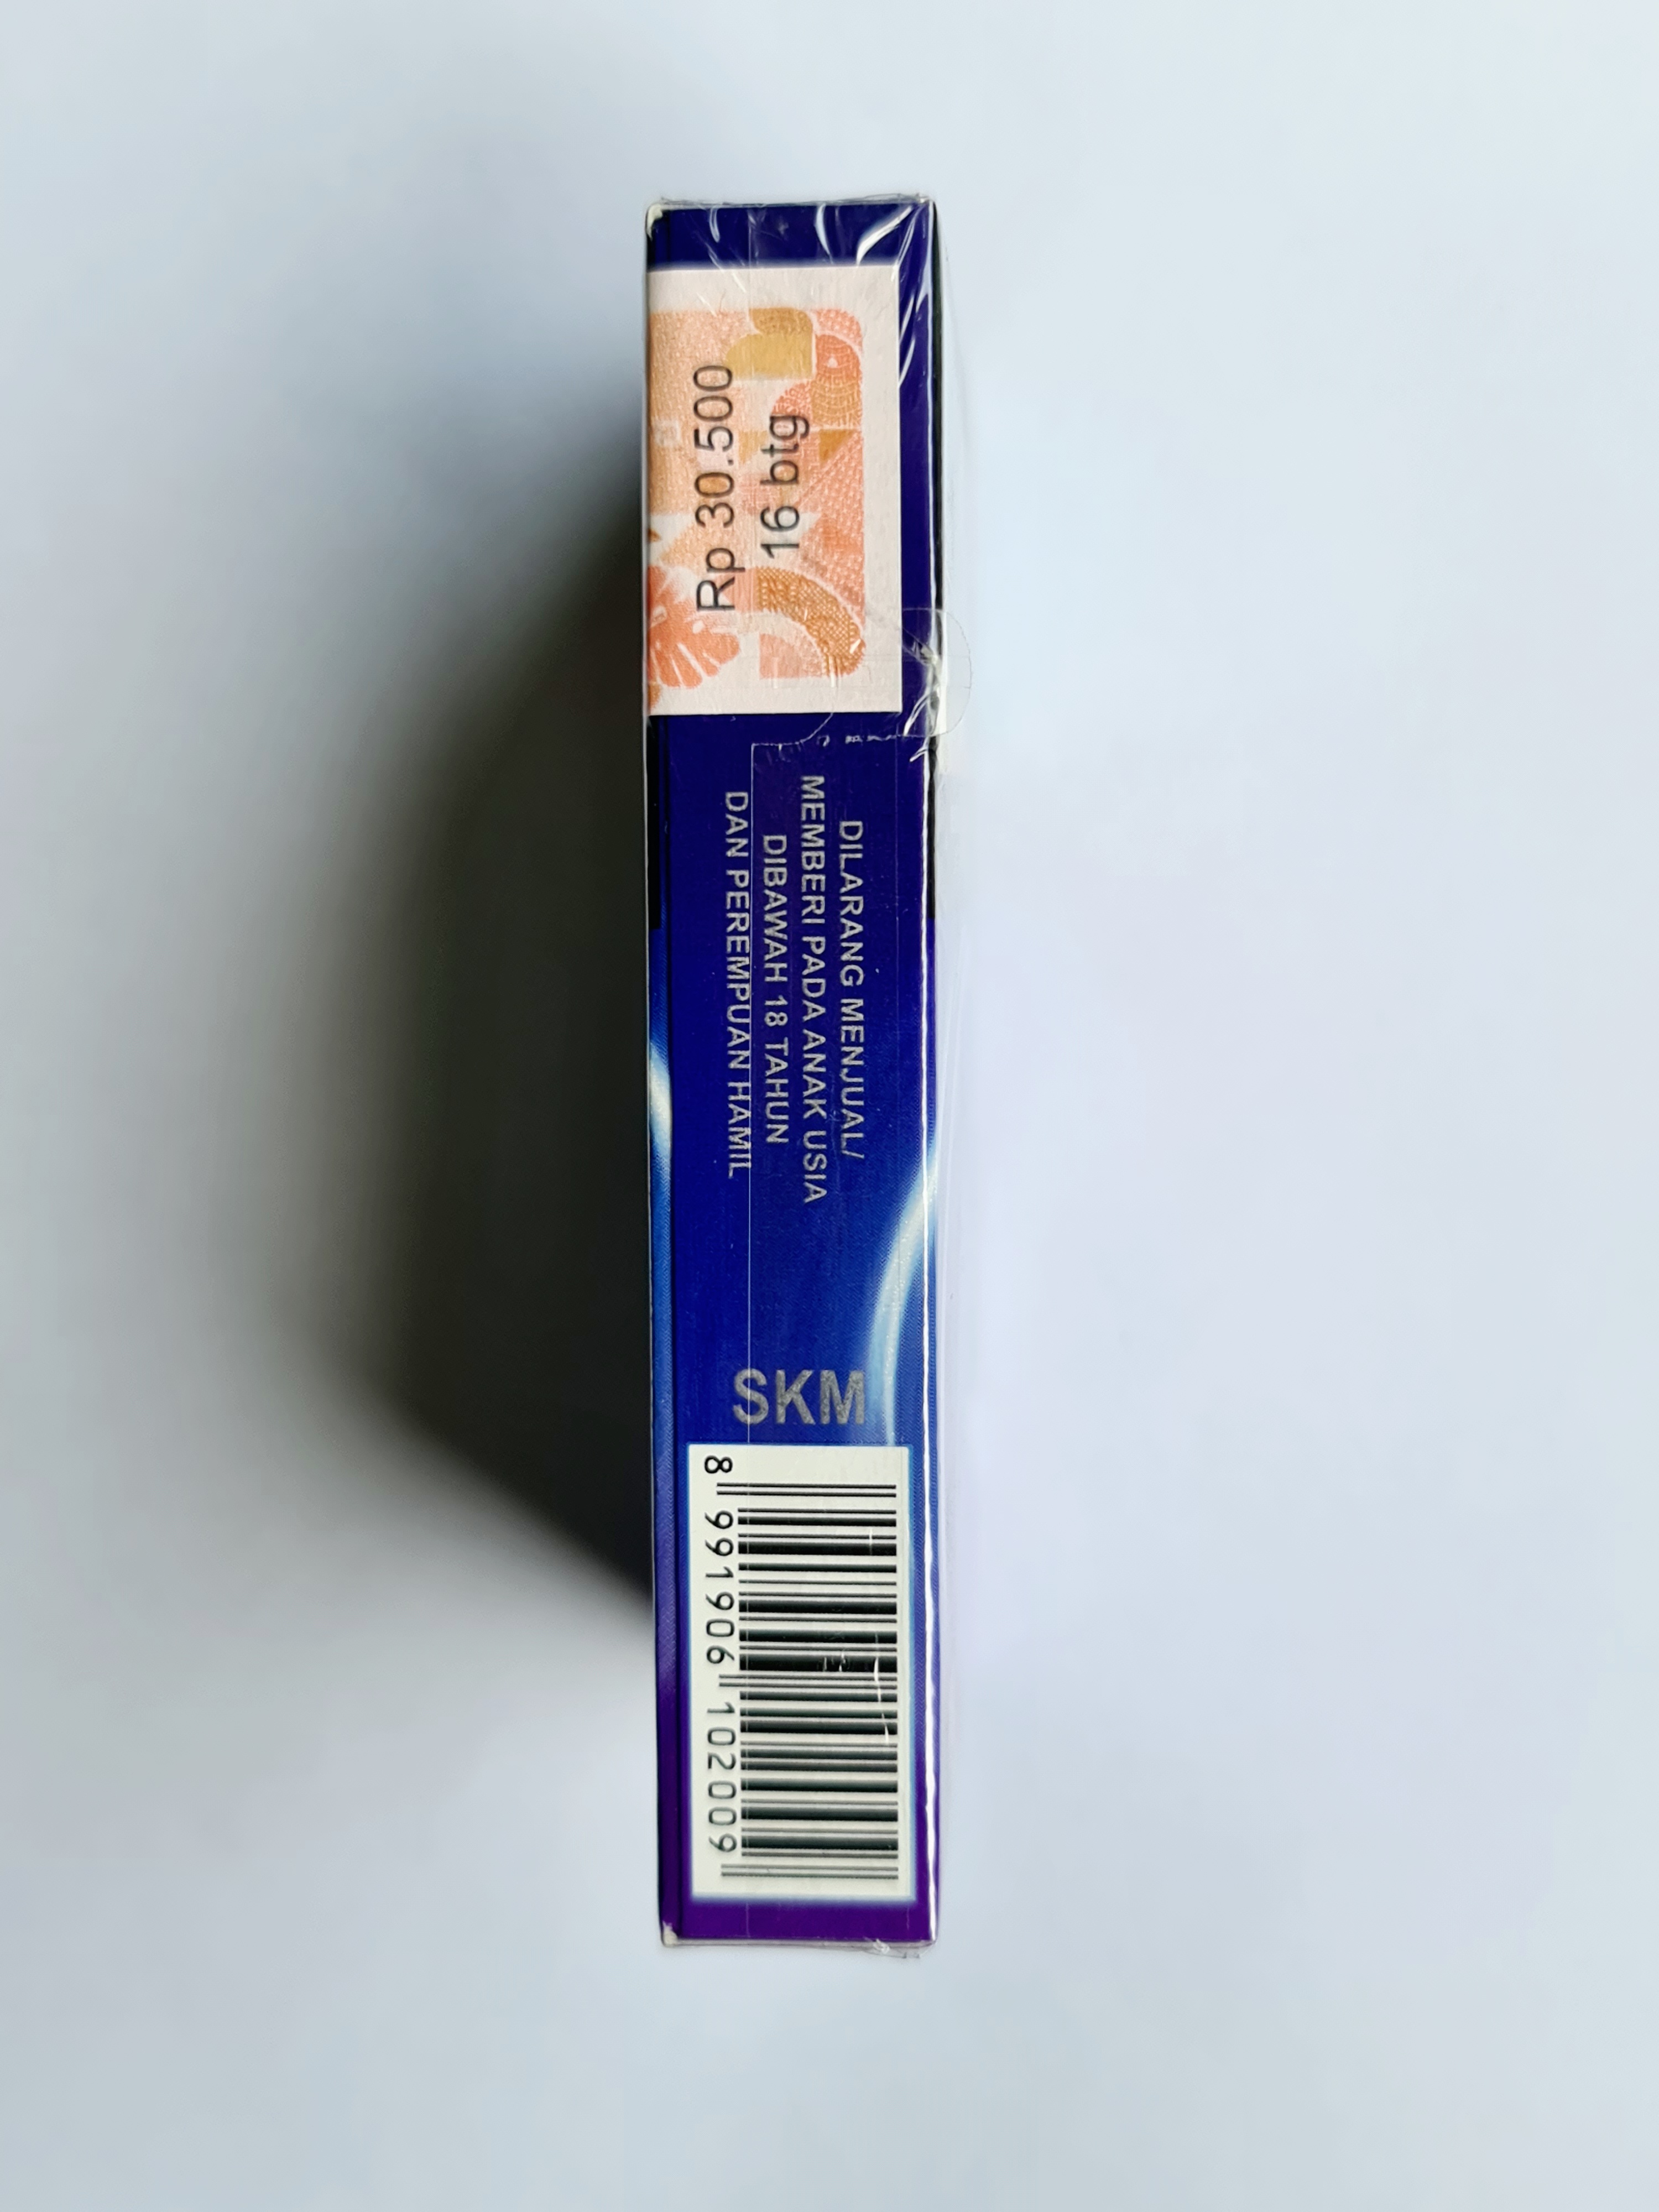 Rp 30.500
16 btg
DILARANG MENJUAL/
MEMBERI PADA ANAK USIA
DIBAWAH 18 TAHUN
DAN PEREMPUAN HAMIL
SKM
8 991906 102009